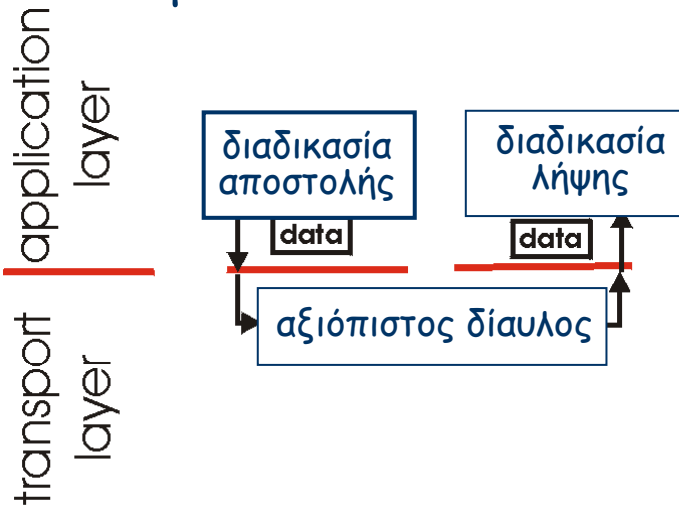 application
layer
διαδικασία
αποστολής
διαδικασία
λήψης
data
data
αξιόπιστος δίαυλος
transport
layer